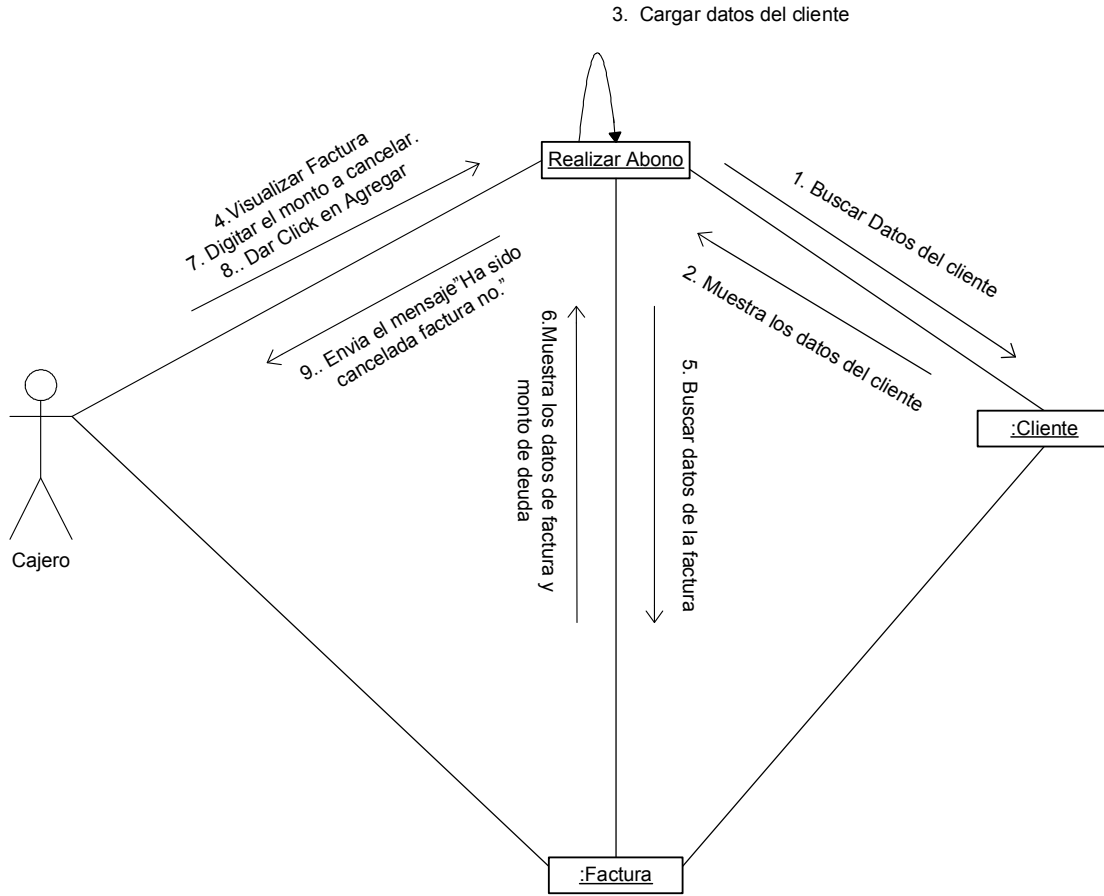 3. Cargar datos del cliente
Realizar Abono
4.Visualizar Factura
7. Digitar el monto a cancelar.
8.. Dar Click en Agregar
9.. Envia el mensaje"Ha sido
cancelada factura no."
1. Buscar Datos del cliente
2. Muestra los datos del cliente
6.Muestra los datos de factura y
monto de deuda
5. Buscar datos de la factura
Cajero
:Cliente
:Factura